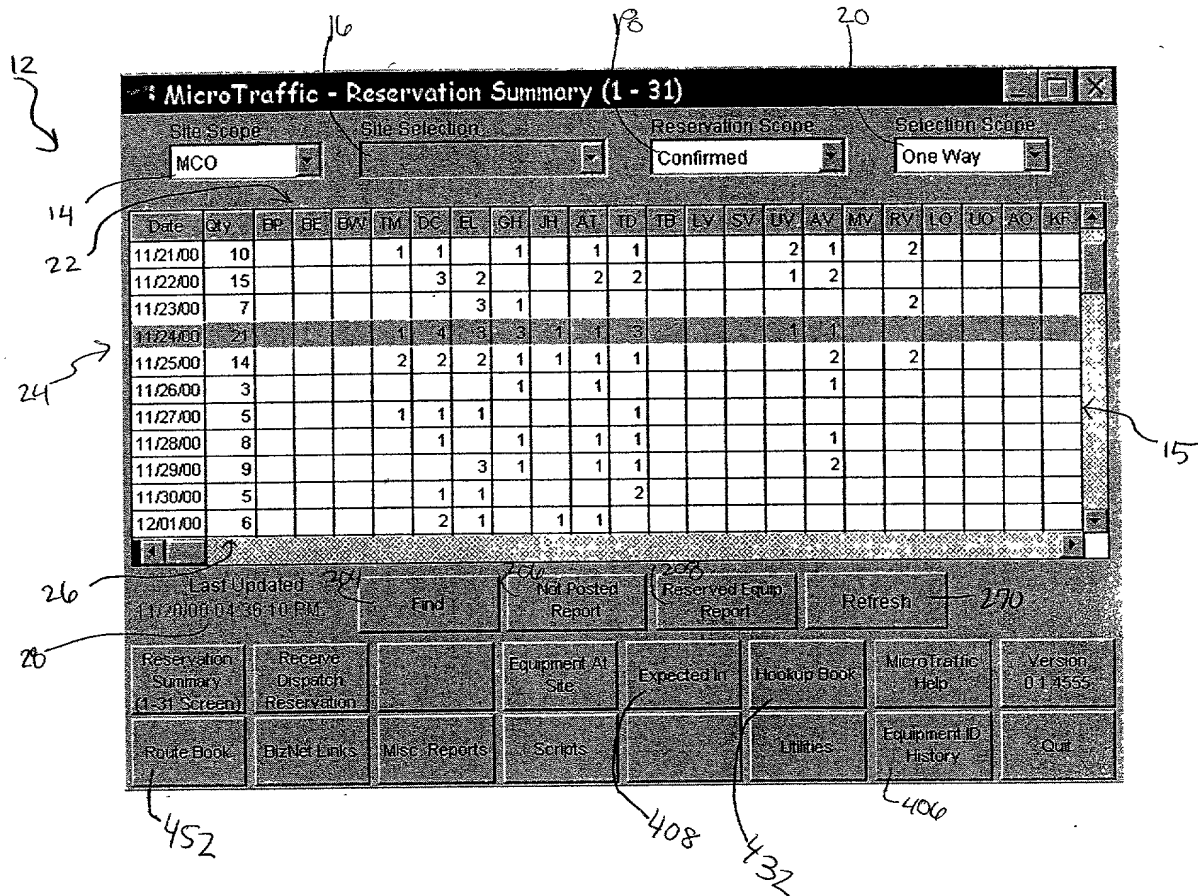 16 18 20
12
MicroTraffic - Reservation Summary (1 - 31)
Site Scope Site Selection Reservation Scope Selection Scope
MCO Confirmed One Way
14
22
Date Qty BP BE BW TM DC EL GH JH AT TD TB LV SV UV AV MV RV LO UO AO KF
11/21/00 10 1 1 1 1 1 2 1 2
11/22/00 15 3 2 2 2 1 2
11/23/00 7 3 1 2
11/24/00 21 1 4 3 3 1 1 3 1 1
24
11/25/00 14 2 2 2 1 1 1 1 2 2
11/26/00 3 1 1 1
11/27/00 5 1 1 1 1
15
11/28/00 8 1 1 1 1 1
11/29/00 9 3 1 1 1 2
11/30/00 5 1 1 2
12/01/00 6 2 1 1 1
26
Last Updated 204 206 208
11/20/00 04:36:10 PM Find Not Posted Report Reserved Equip Report Refresh 270
28
Reservation Summary (1-31 Screen) Receive Dispatch Reservation Equipment At Site Expected In Hookup Book MicroTraffic Help Version 0.1.4555
Route Book BizNet Links Misc. Reports Scripts Utilities Equipment ID History Quit
452 408 432 406